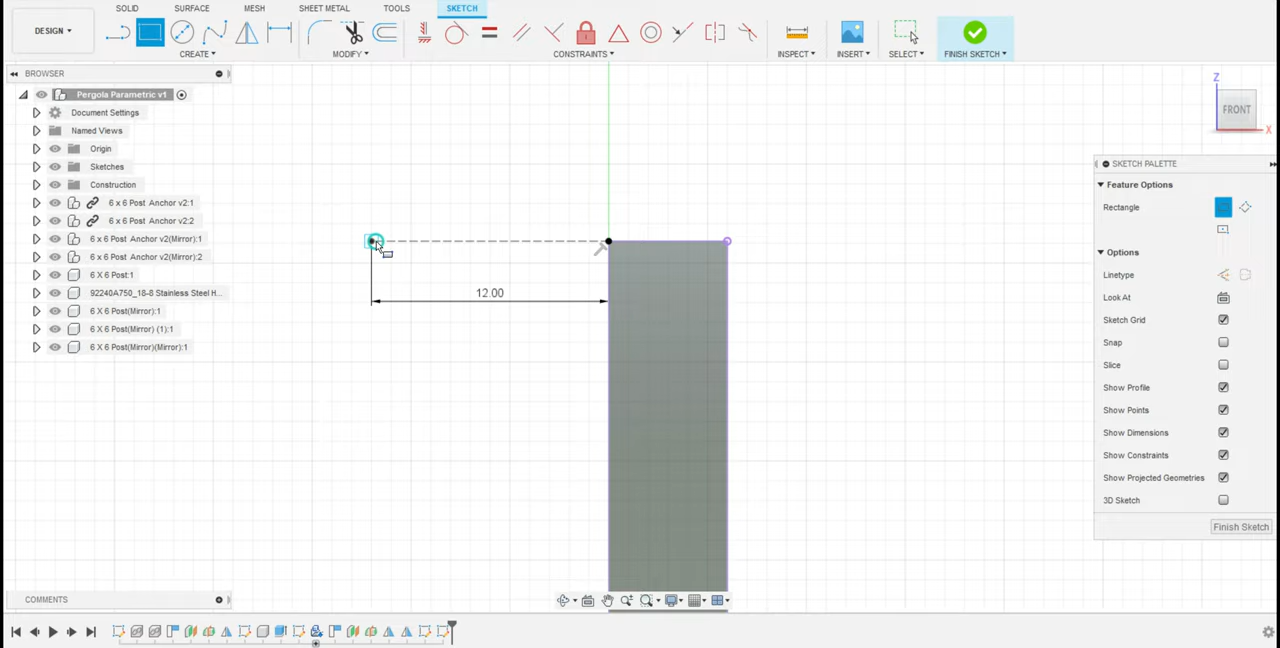 SOLID SURFACE MESH SHEET METAL TOOLS SKETCH
DESIGN
CREATE MODIFY CONSTRAINTS INSPECT INSERT SELECT FINISH SKETCH
BROWSER
Pergola Parametric v1
Document Settings
Named Views
Origin
Sketches
Construction
6 x 6 Post Anchor v2:1
6 x 6 Post Anchor v2:2
6 x 6 Post Anchor v2(Mirror):1
6 x 6 Post Anchor v2(Mirror):2
6 X 6 Post:1
92240A750_18-8 Stainless Steel H...
6 X 6 Post(Mirror):1
6 X 6 Post(Mirror) (1):1
6 X 6 Post(Mirror)(Mirror):1
12.00
Z
FRONT
X
SKETCH PALETTE
Feature Options
Rectangle
Options
Linetype
Look At
Sketch Grid
Snap
Slice
Show Profile
Show Points
Show Dimensions
Show Constraints
Show Projected Geometries
3D Sketch
Finish Sketch
COMMENTS